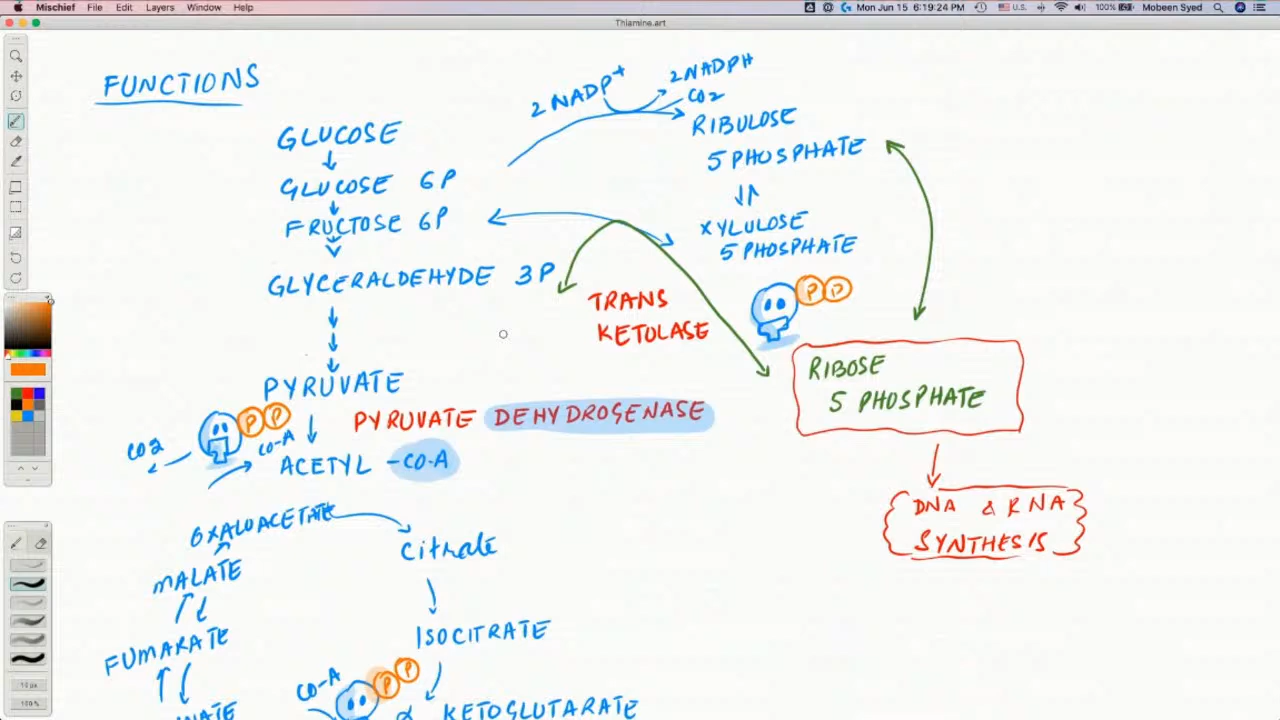 Mischief File Edit Layers Window Help
U.S. 100% Mon Jun 15 6:19:24 PM Mobeen Syed
Thiamine.art
FUNCTIONS
2NADP+
2NADPH
CO2
GLUCOSE
RIBULOSE
5 PHOSPHATE
GLUCOSE 6P
FRUCTOSE 6P
XYLULOSE
5 PHOSPHATE
GLYCERALDEHYDE 3P
P P
TRANS
KETOLASE
RIBOSE
5 PHOSPHATE
PYRUVATE
P P
PYRUVATE DEHYDROGENASE
CO2
CO-A
ACETYL -CO-A
DNA & RNA
SYNTHESIS
OXALOACETATE
Citrate
MALATE
ISOCITRATE
FUMARATE
P P
CO-A
α KETOGLUTARATE
100%